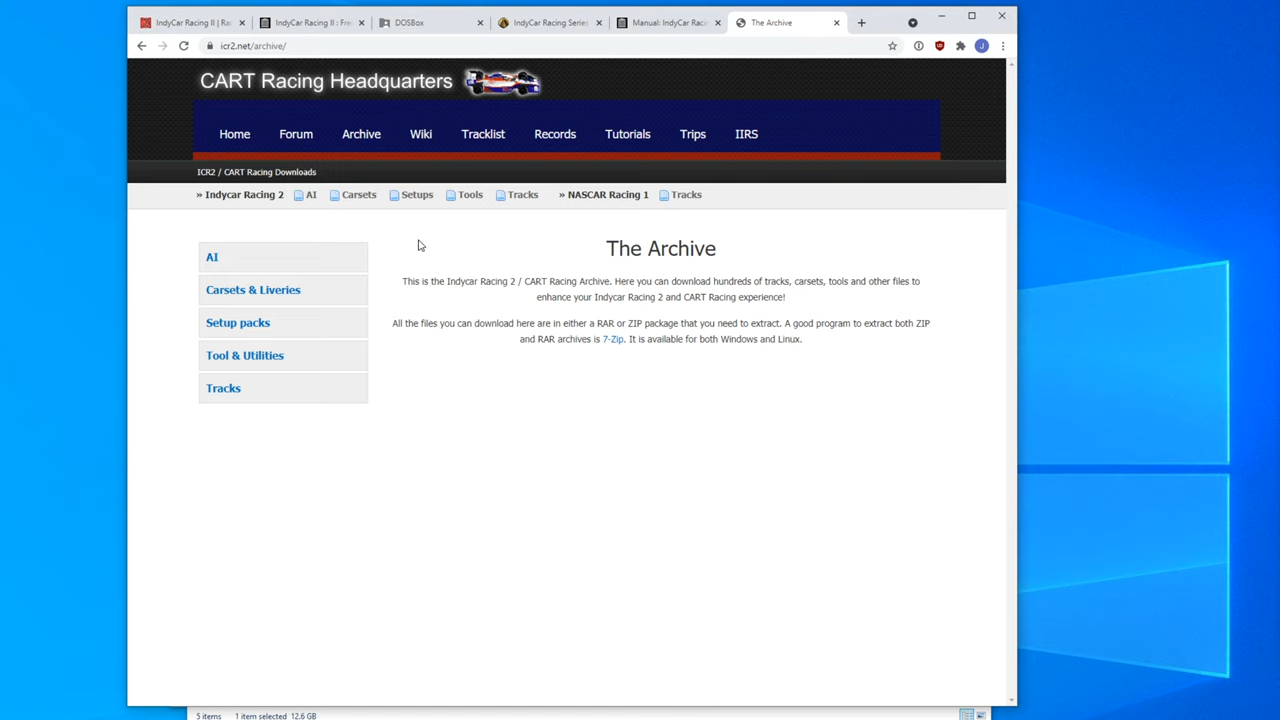 IndyCar Racing II | Ra
IndyCar Racing II : Fre
DOSBox
IndyCar Racing Series
Manual: IndyCar Racin
The Archive
icr2.net/archive/
J
CART Racing Headquarters
Home Forum Archive Wiki Tracklist Records Tutorials Trips IIRS
ICR2 / CART Racing Downloads
» Indycar Racing 2 AI Carsets Setups Tools Tracks » NASCAR Racing 1 Tracks
AI
Carsets & Liveries
Setup packs
Tool & Utilities
Tracks
The Archive
This is the Indycar Racing 2 / CART Racing Archive. Here you can download hundreds of tracks, carsets, tools and other files to
enhance your Indycar Racing 2 and CART Racing experience!
All the files you can download here are in either a RAR or ZIP package that you need to extract. A good program to extract both ZIP
and RAR archives is 7-Zip. It is available for both Windows and Linux.
5 items 1 item selected 12.6 GB